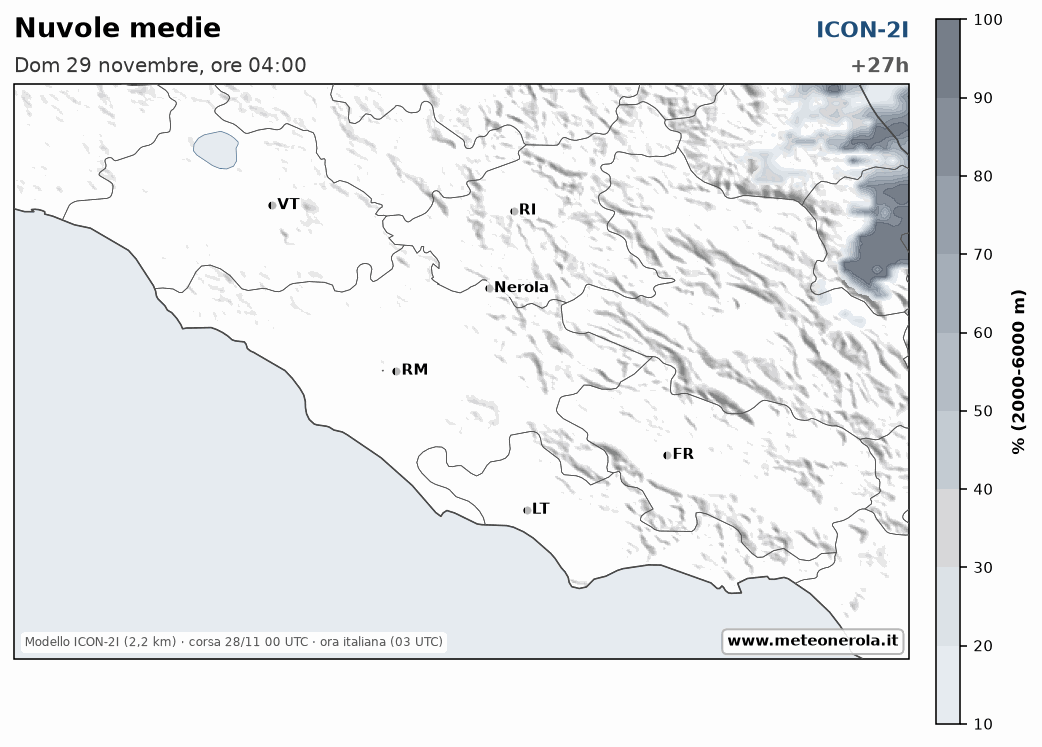 Nuvole medie
ICON-2I
Dom 29 novembre, ore 04:00
+27h
VT
RI
Nerola
RM
FR
LT
Modello ICON-2I (2,2 km) · corsa 28/11 00 UTC · ora italiana (03 UTC)
www.meteonerola.it
100
90
80
70
60
50
40
30
20
10
% (2000-6000 m)